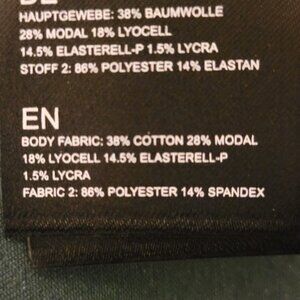 DE
HAUPTGEWEBE: 38% BAUMWOLLE
28% MODAL 18% LYOCELL
14.5% ELASTERELL-P 1.5% LYCRA
STOFF 2: 86% POLYESTER 14% ELASTAN
EN
BODY FABRIC: 38% COTTON 28% MODAL
18% LYOCELL 14.5% ELASTERELL-P
1.5% LYCRA
FABRIC 2: 86% POLYESTER 14% SPANDEX